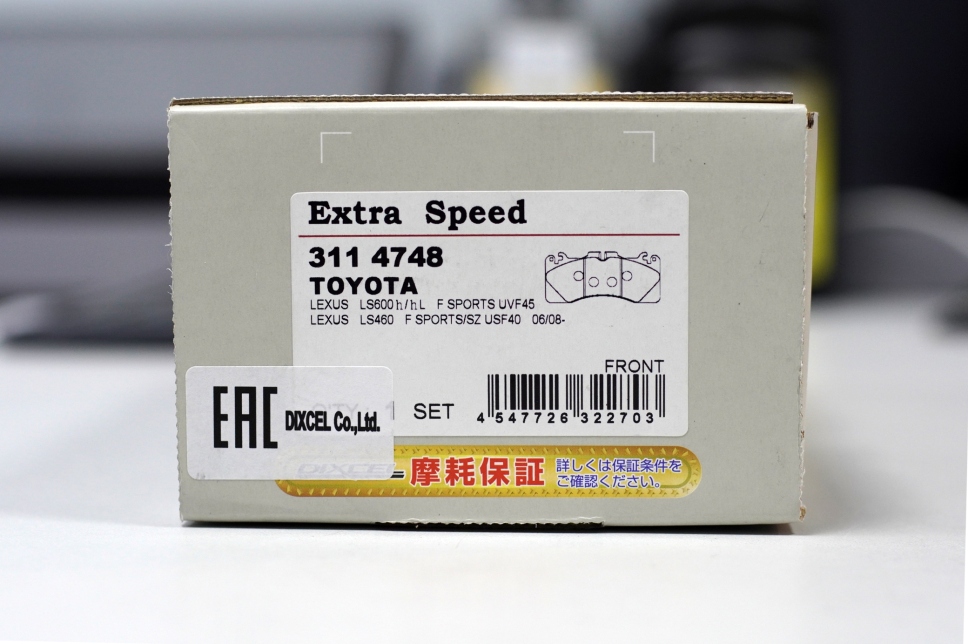 Extra Speed
311 4748
TOYOTA
LEXUS LS600h/hL F SPORTS UVF45
LEXUS LS460 F SPORTS/SZ USF40 06/08-
FRONT
QTY 1 SET
4 547726 322703
EAC DIXCEL Co.,Ltd.
DIXCEL 摩耗保証 詳しくは保証条件を
ご確認ください。